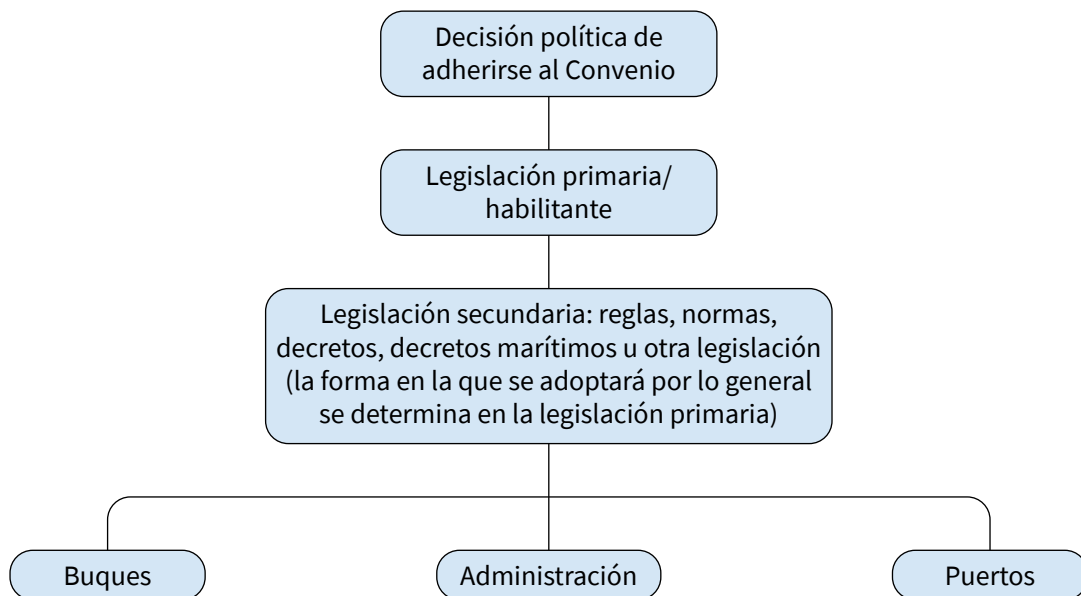 Decisión política de
adherirse al Convenio
Legislación primaria/
habilitante
Legislación secundaria: reglas, normas,
decretos, decretos marítimos u otra legislación
(la forma en la que se adoptará por lo general
se determina en la legislación primaria)
Buques
Administración
Puertos